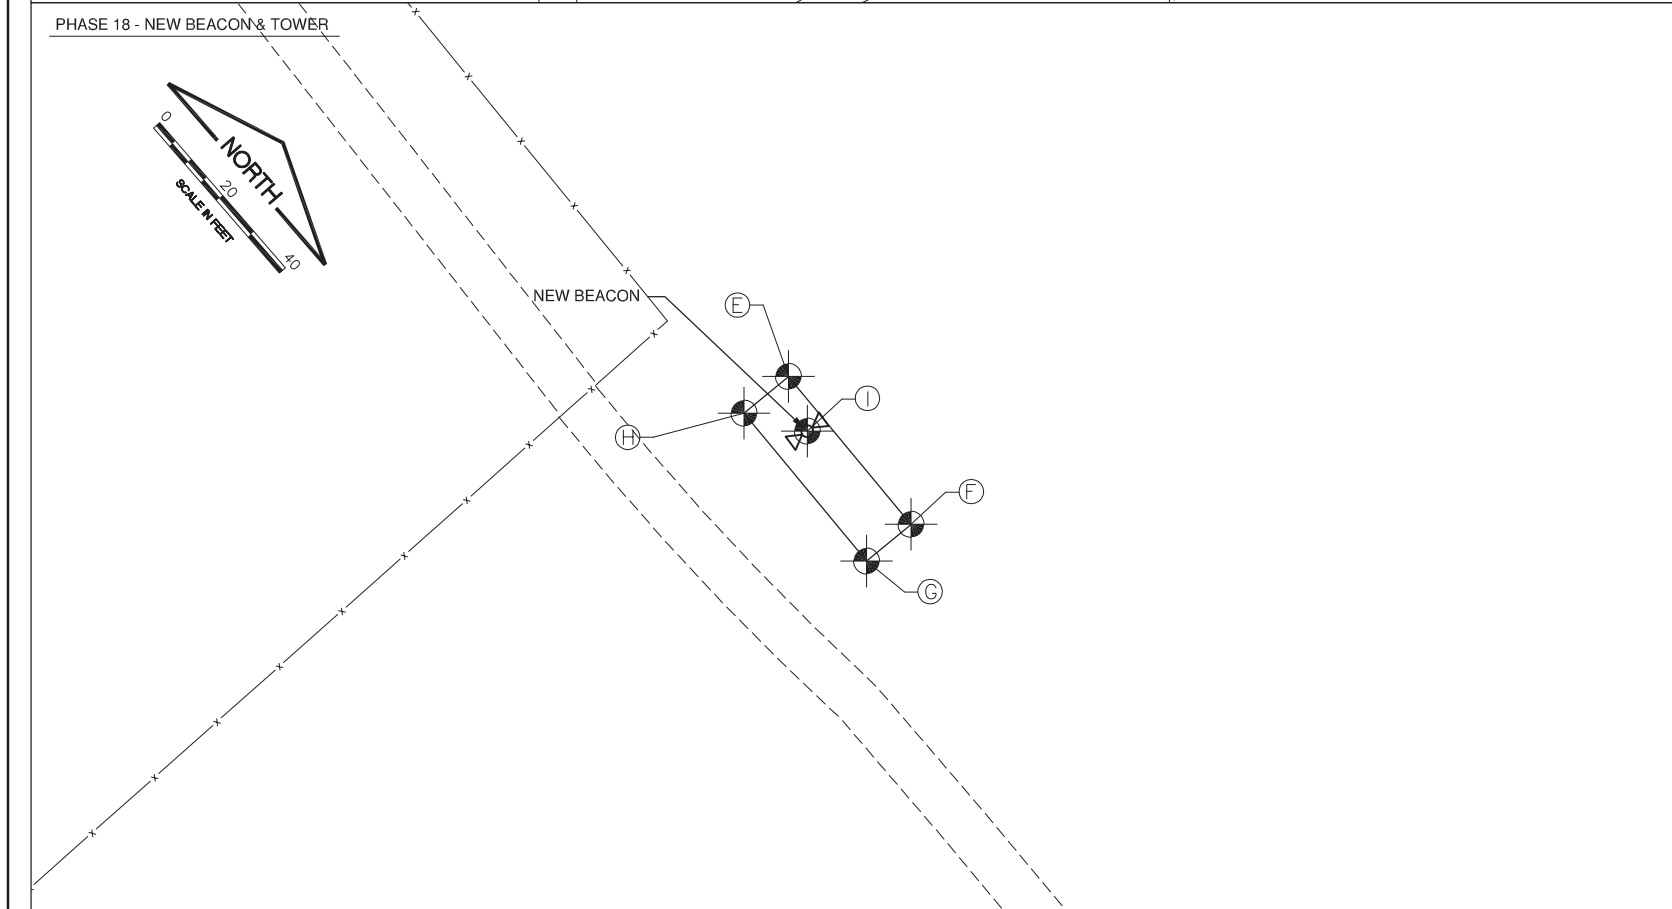 PHASE 18 - NEW BEACON & TOWER
0
NORTH
20
SCALE IN FEET
40
NEW BEACON
E
I
H
F
G